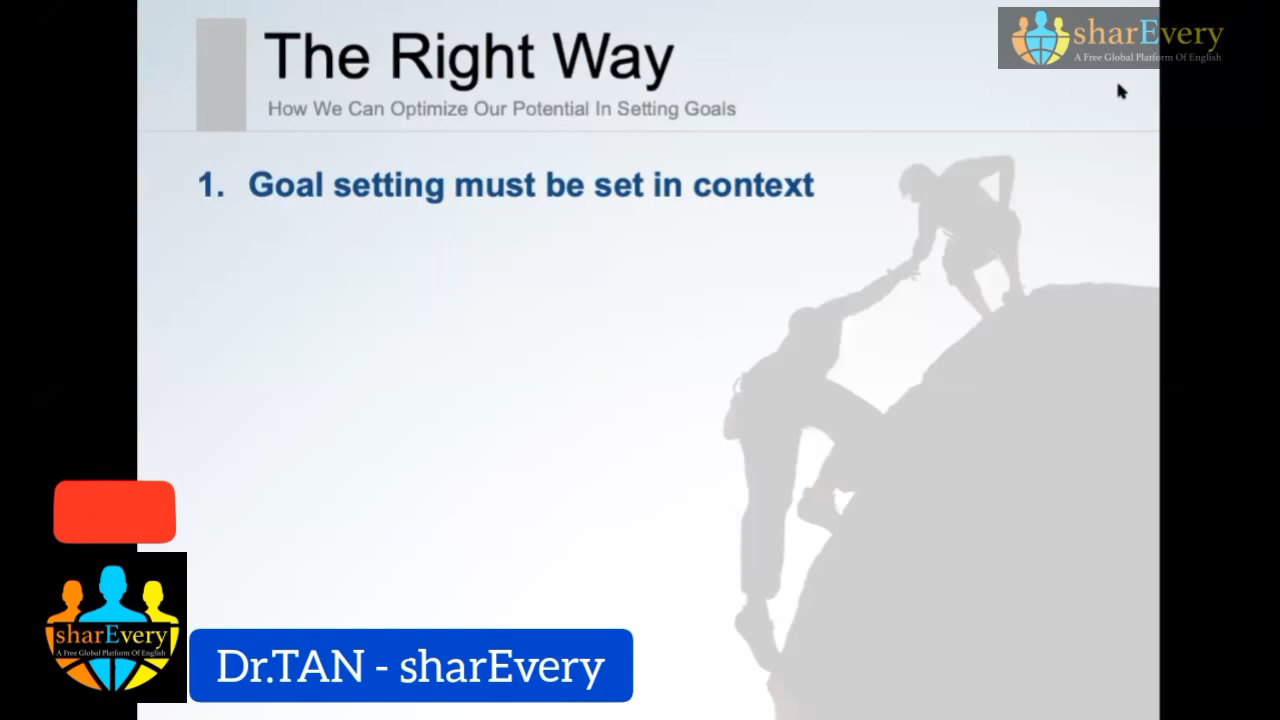 The Right Way
How We Can Optimize Our Potential In Setting Goals
sharEvery
A Free Global Platform Of English
1. Goal setting must be set in context
sharEvery
A Free Global Platform Of English
Dr.TAN - sharEvery